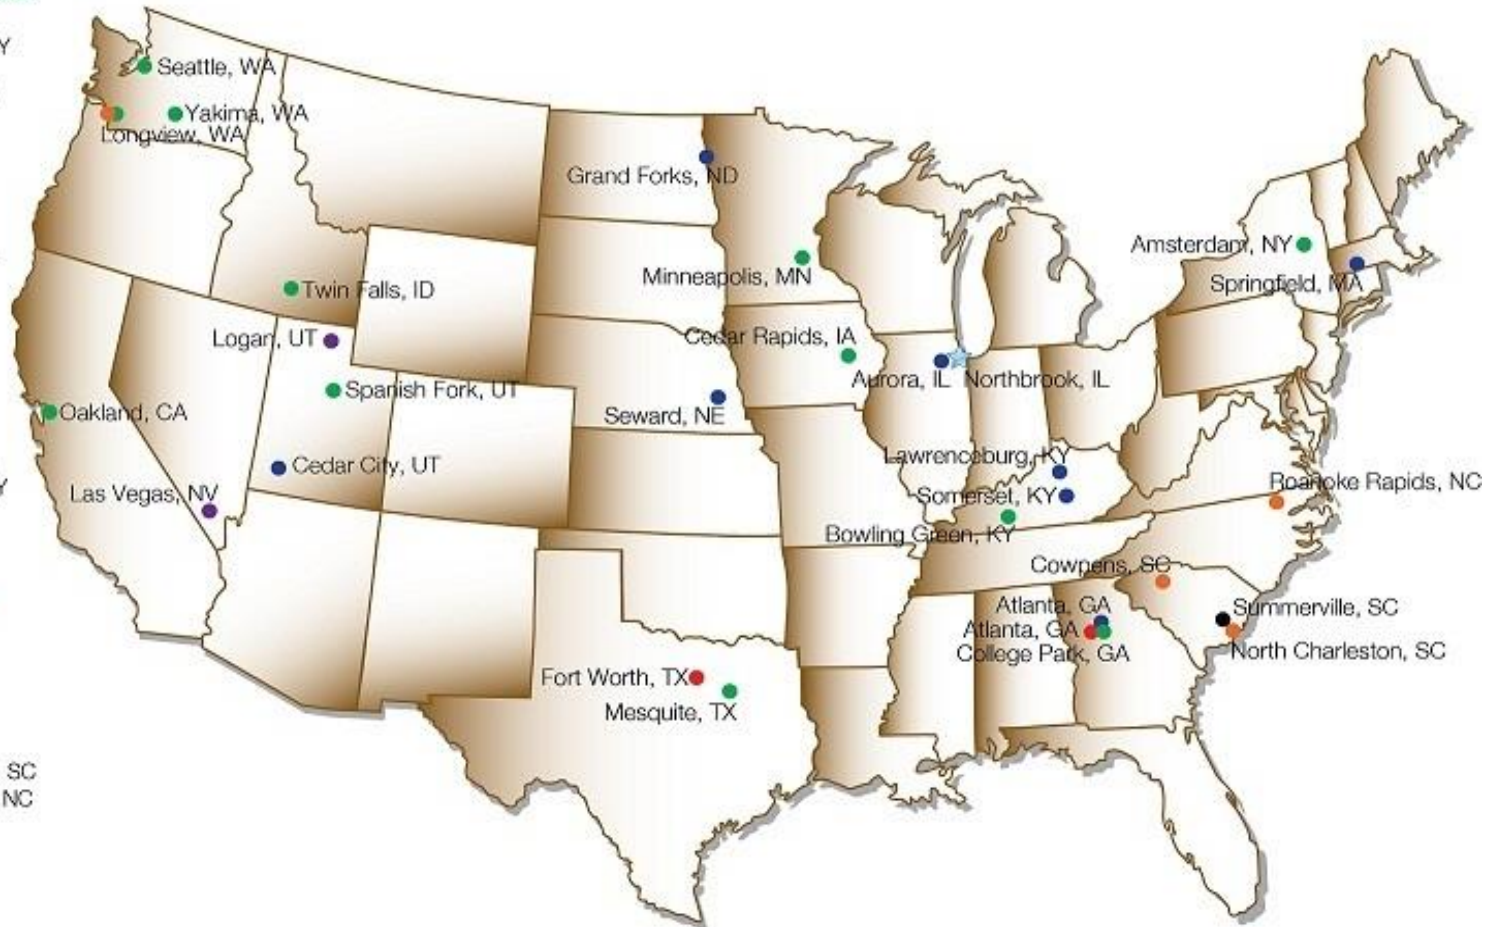 Y
Seattle, WA
Yakima, WA
Longview, WA
Grand Forks, ND
Amsterdam, NY
Minneapolis, MN
Springfield, MA
Twin Falls, ID
Logan, UT
Cedar Rapids, IA
Aurora, IL
Northbrook, IL
Spanish Fork, UT
Oakland, CA
Seward, NE
Lawrenceburg, KY
Cedar City, UT
Roanoke Rapids, NC
Y
Las Vegas, NV
Somerset, KY
Bowling Green, KY
Cowpens, SC
Atlanta, GA
Summerville, SC
Atlanta, GA
College Park, GA
North Charleston, SC
Fort Worth, TX
Mesquite, TX
SC
NC